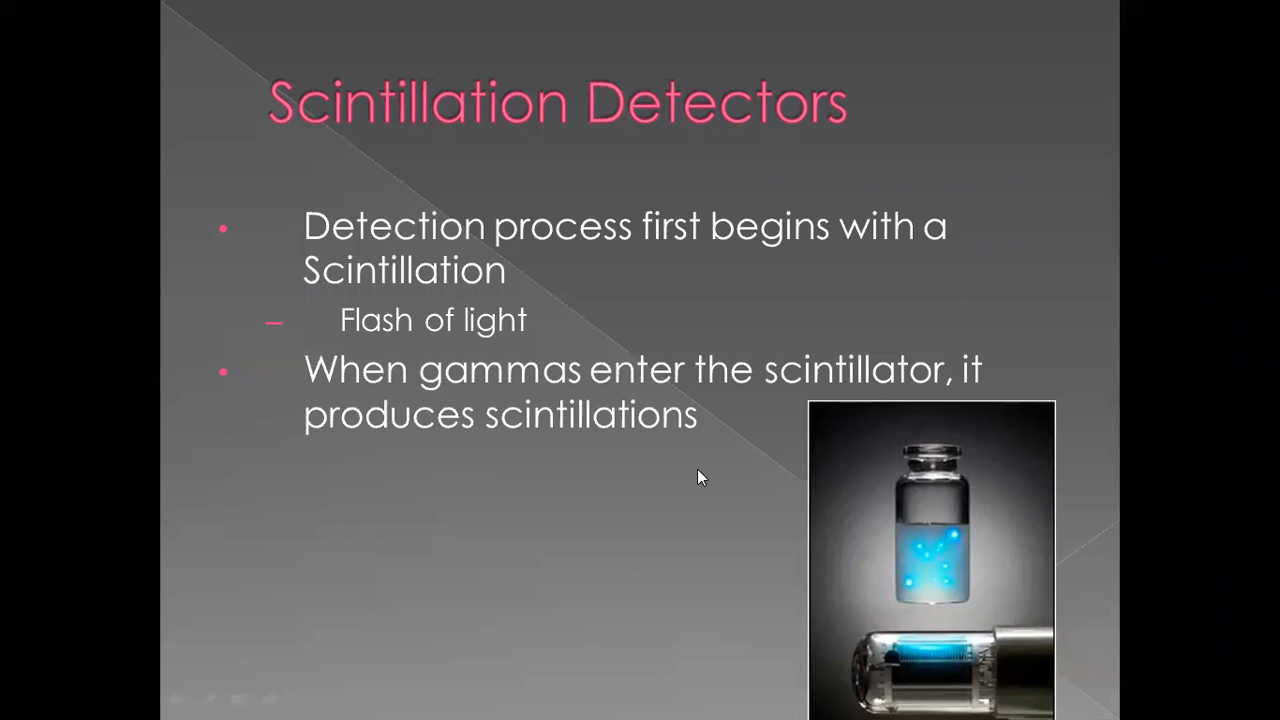 Scintillation Detectors
• Detection process first begins with a
Scintillation
– Flash of light
• When gammas enter the scintillator, it
produces scintillations